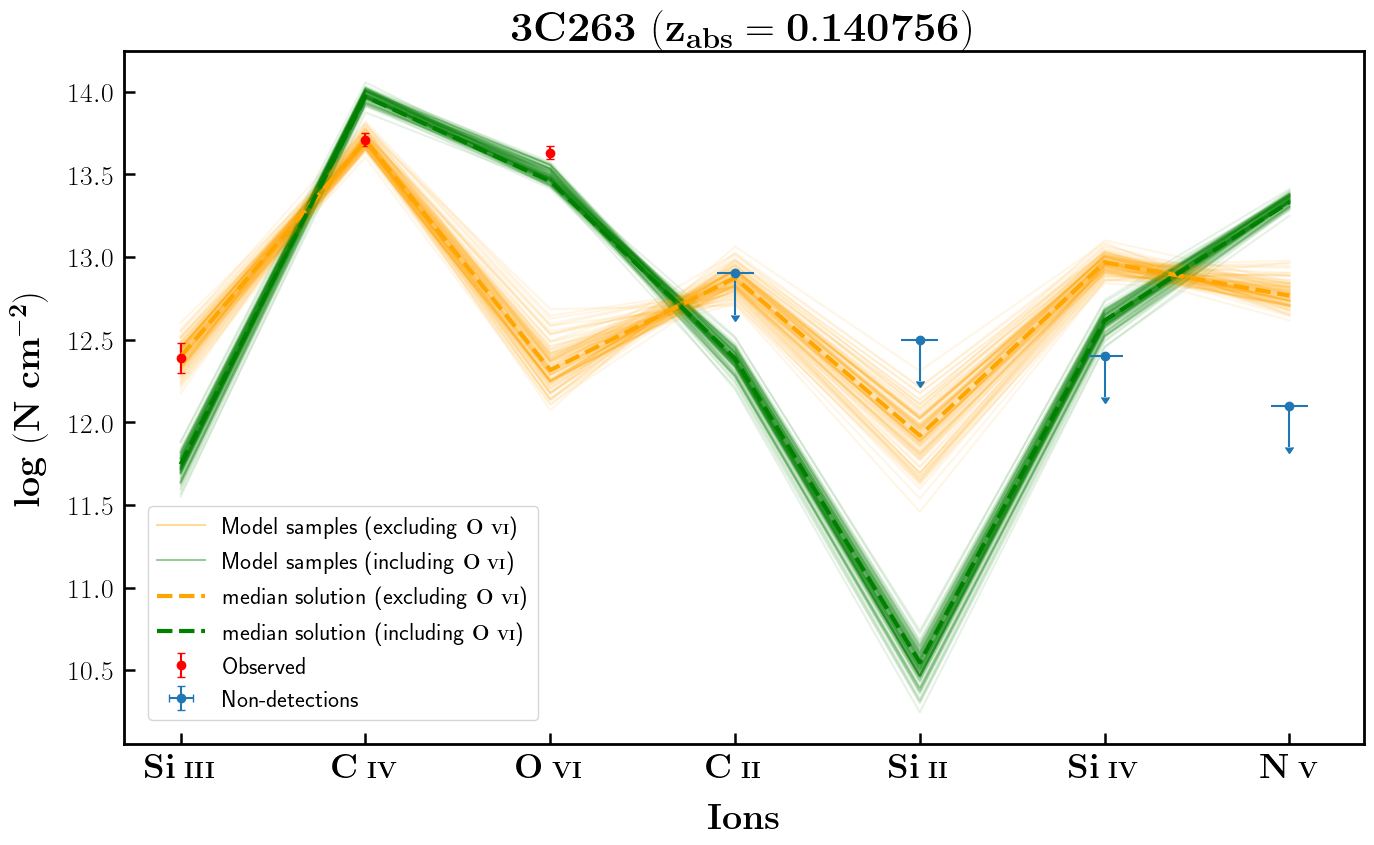 3C263 (z_abs = 0.140756)
log (N cm⁻²)
14.0
13.5
13.0
12.5
12.0
11.5
11.0
10.5
Model samples (excluding O VI)
Model samples (including O VI)
median solution (excluding O VI)
median solution (including O VI)
Observed
Non-detections
Si III C IV O VI C II Si II Si IV N V
Ions